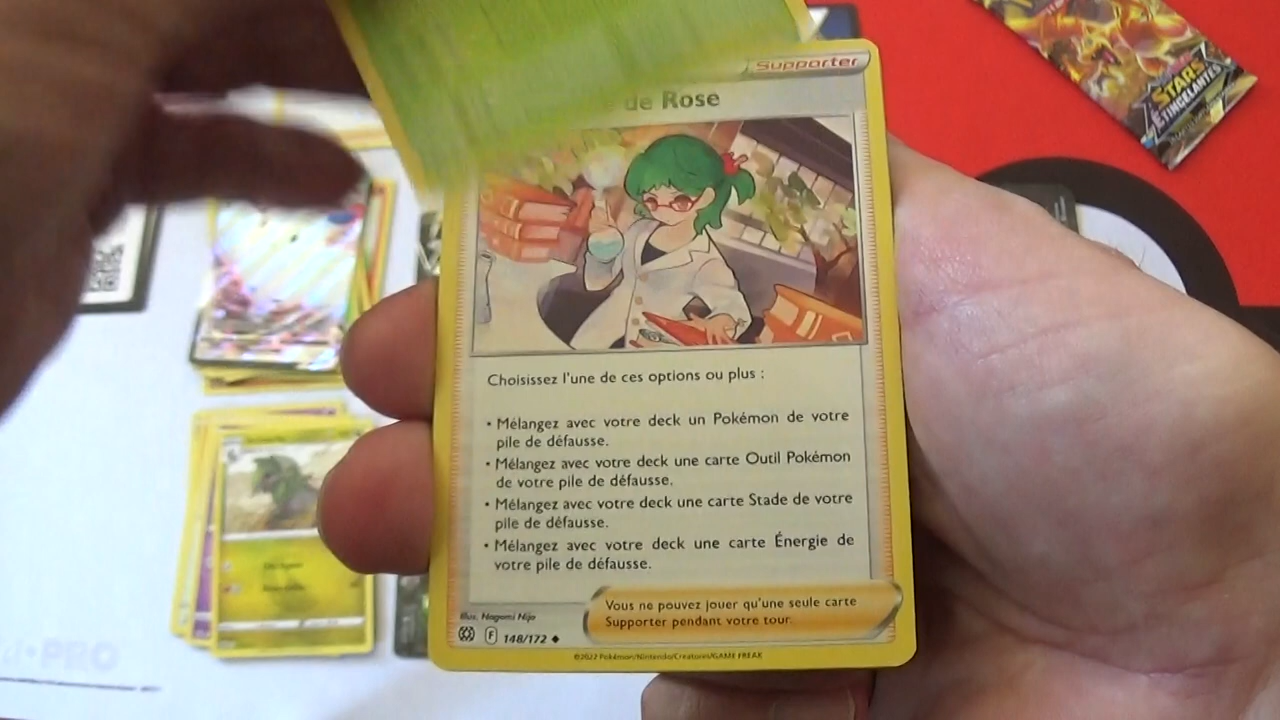 Supporter
de Rose
STARS
ÉTINCELANTES
Choisissez l'une de ces options ou plus :
• Mélangez avec votre deck un Pokémon de votre
pile de défausse.
• Mélangez avec votre deck une carte Outil Pokémon
de votre pile de défausse.
• Mélangez avec votre deck une carte Stade de votre
pile de défausse.
• Mélangez avec votre deck une carte Énergie de
votre pile de défausse.
Vous ne pouvez jouer qu'une seule carte
Supporter pendant votre tour.
Illus. Nagomi Nijo
F 148/172
©2022 Pokémon/Nintendo/Creatures/GAME FREAK
PRO